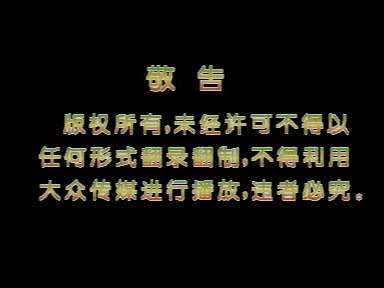 敬告
版权所有,未经许可不得以
任何形式翻录翻制,不得利用
大众传媒进行播放,违者必究。